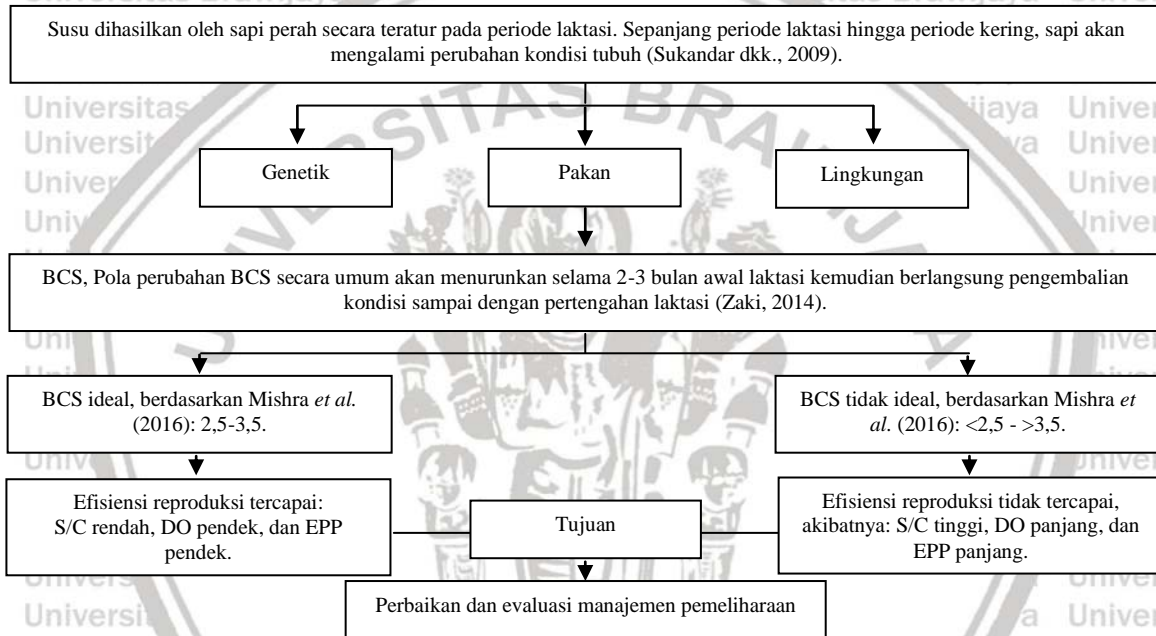 Susu dihasilkan oleh sapi perah secara teratur pada periode laktasi. Sepanjang periode laktasi hingga periode kering, sapi akan
mengalami perubahan kondisi tubuh (Sukandar dkk., 2009).
Genetik
Pakan
Lingkungan
BCS, Pola perubahan BCS secara umum akan menurunkan selama 2-3 bulan awal laktasi kemudian berlangsung pengembalian
kondisi sampai dengan pertengahan laktasi (Zaki, 2014).
BCS ideal, berdasarkan Mishra et al.
(2016): 2,5-3,5.
BCS tidak ideal, berdasarkan Mishra et
al. (2016): <2,5 - >3,5.
Efisiensi reproduksi tercapai:
S/C rendah, DO pendek, dan EPP
pendek.
Tujuan
Efisiensi reproduksi tidak tercapai,
akibatnya: S/C tinggi, DO panjang, dan
EPP panjang.
Perbaikan dan evaluasi manajemen pemeliharaan
UNIVERSITAS BRAWIJAYA
Universitas